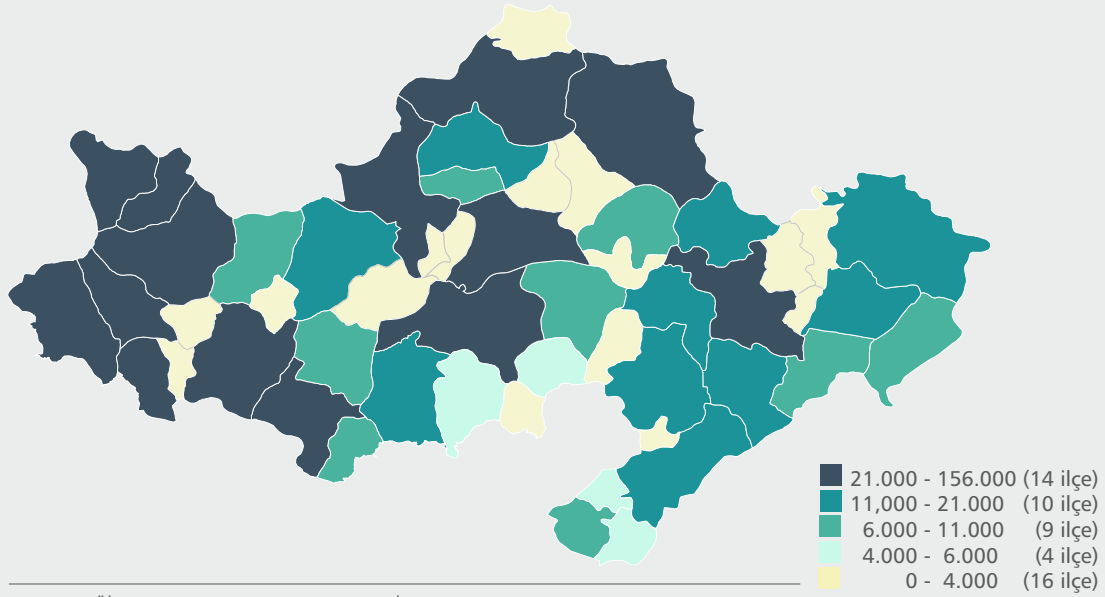 21.000 - 156.000 (14 ilçe)
11,000 - 21.000 (10 ilçe)
6.000 - 11.000 (9 ilçe)
4.000 - 6.000 (4 ilçe)
0 - 4.000 (16 ilçe)